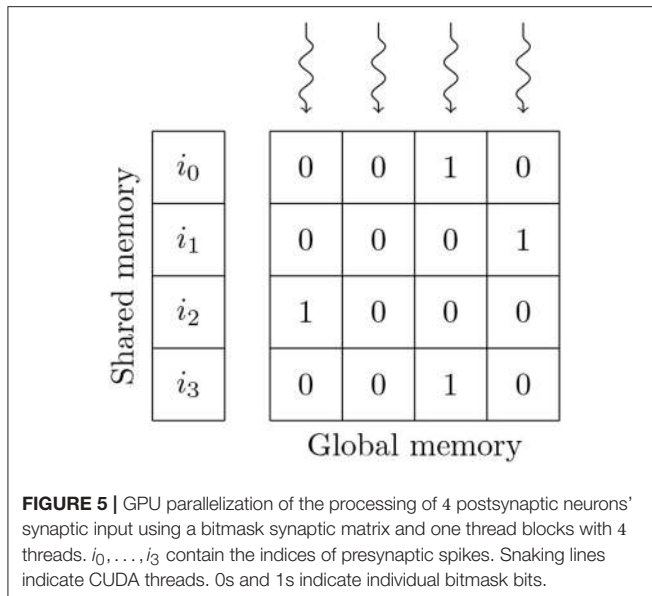 Shared memory
i₀ 0 0 1 0
i₁ 0 0 0 1
i₂ 1 0 0 0
i₃ 0 0 1 0
Global memory
FIGURE 5 | GPU parallelization of the processing of 4 postsynaptic neurons’
synaptic input using a bitmask synaptic matrix and one thread blocks with 4
threads. i₀,...,i₃ contain the indices of presynaptic spikes. Snaking lines
indicate CUDA threads. 0s and 1s indicate individual bitmask bits.